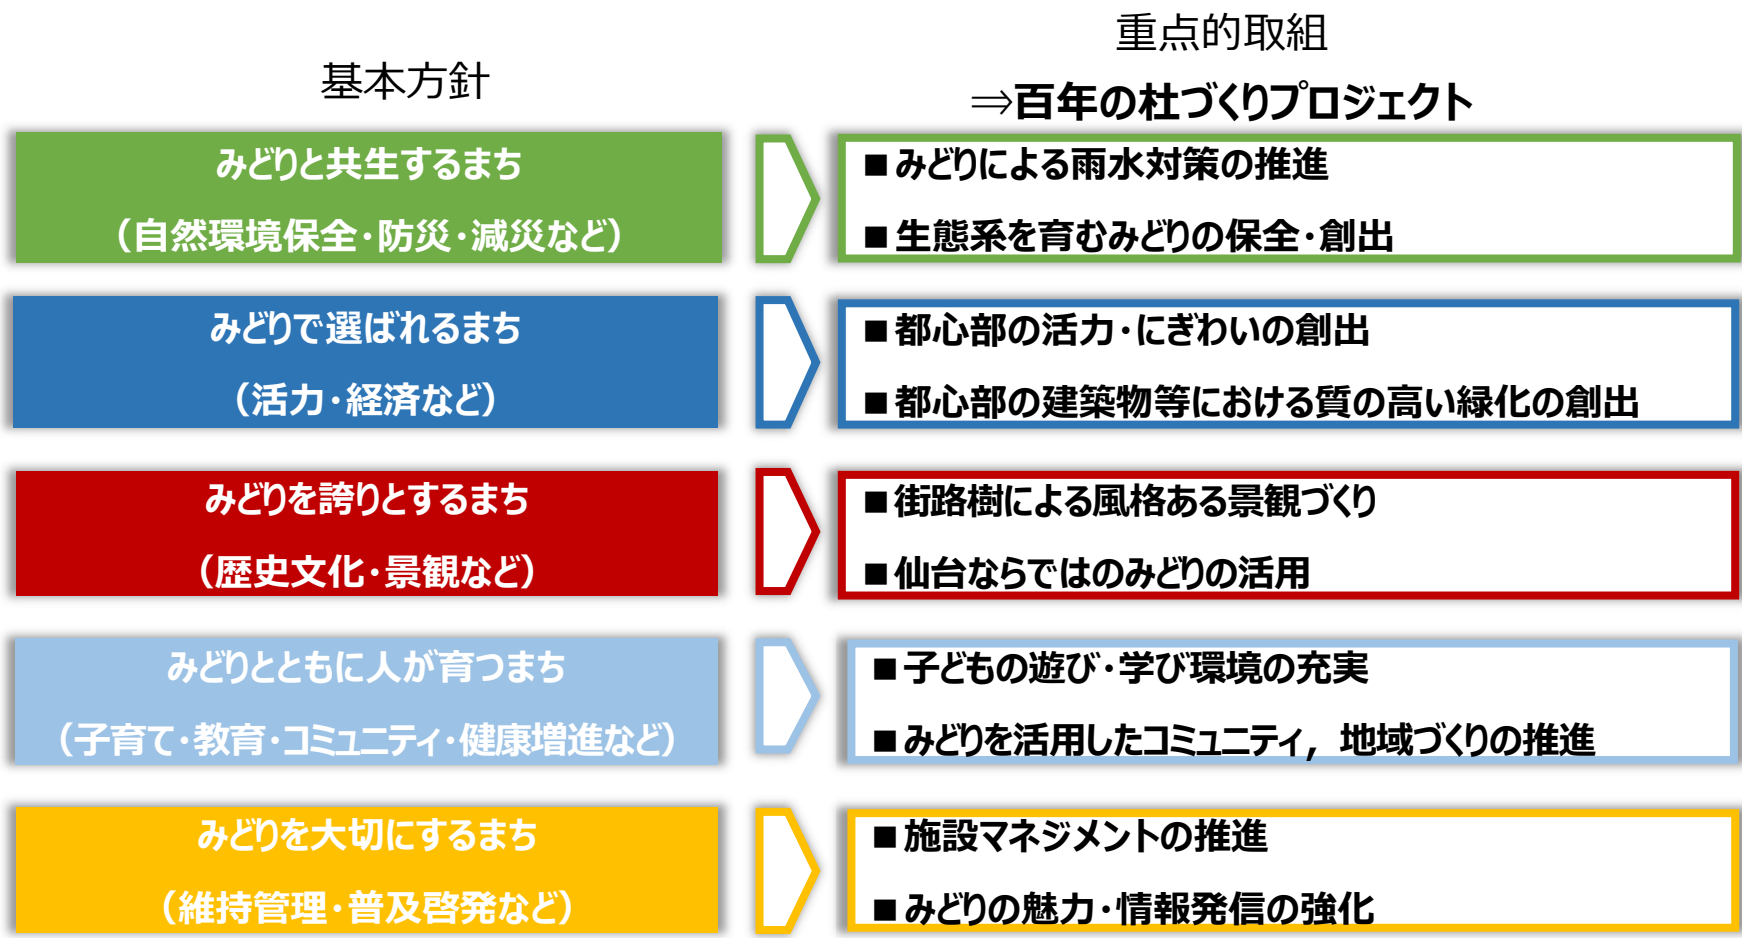 基本方針
重点的取組
⇒百年の杜づくりプロジェクト
みどりと共生するまち
（自然環境保全・防災・減災など）
■みどりによる雨水対策の推進
■生態系を育むみどりの保全・創出
みどりで選ばれるまち
（活力・経済など）
■都心部の活力・にぎわいの創出
■都心部の建築物等における質の高い緑化の創出
みどりを誇りとするまち
（歴史文化・景観など）
■街路樹による風格ある景観づくり
■仙台ならではのみどりの活用
みどりとともに人が育つまち
（子育て・教育・コミュニティ・健康増進など）
■子どもの遊び・学び環境の充実
■みどりを活用したコミュニティ，地域づくりの推進
みどりを大切にするまち
（維持管理・普及啓発など）
■施設マネジメントの推進
■みどりの魅力・情報発信の強化